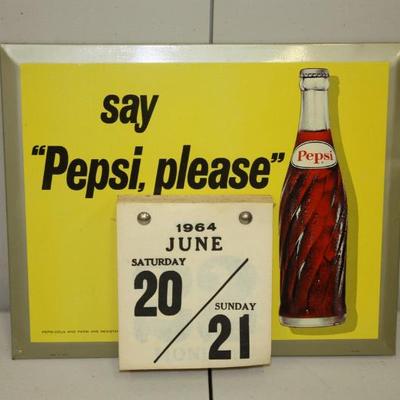 say
"Pepsi, please"
Pepsi
1964
JUNE
SATURDAY
20
SUNDAY
21